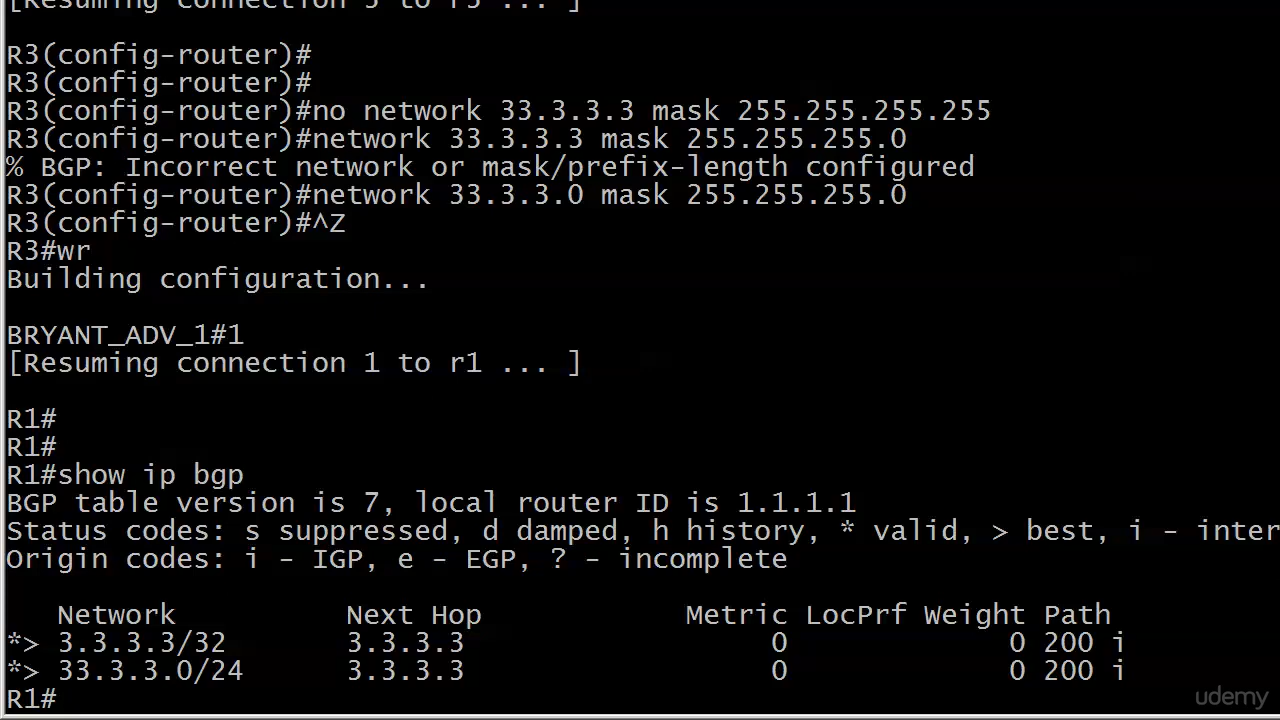 [Resuming connection 3 to r3 ... ]
R3(config-router)#
R3(config-router)#
R3(config-router)#no network 33.3.3.3 mask 255.255.255.255
R3(config-router)#network 33.3.3.3 mask 255.255.255.0
% BGP: Incorrect network or mask/prefix-length configured
R3(config-router)#network 33.3.3.0 mask 255.255.255.0
R3(config-router)#^Z
R3#wr
Building configuration...
BRYANT_ADV_1#1
[Resuming connection 1 to r1 ... ]
R1#
R1#
R1#show ip bgp
BGP table version is 7, local router ID is 1.1.1.1
Status codes: s suppressed, d damped, h history, * valid, > best, i - inter
Origin codes: i - IGP, e - EGP, ? - incomplete
Network Next Hop Metric LocPrf Weight Path
*> 3.3.3.3/32 3.3.3.3 0 0 200 i
*> 33.3.3.0/24 3.3.3.3 0 0 200 i
R1#
udemy